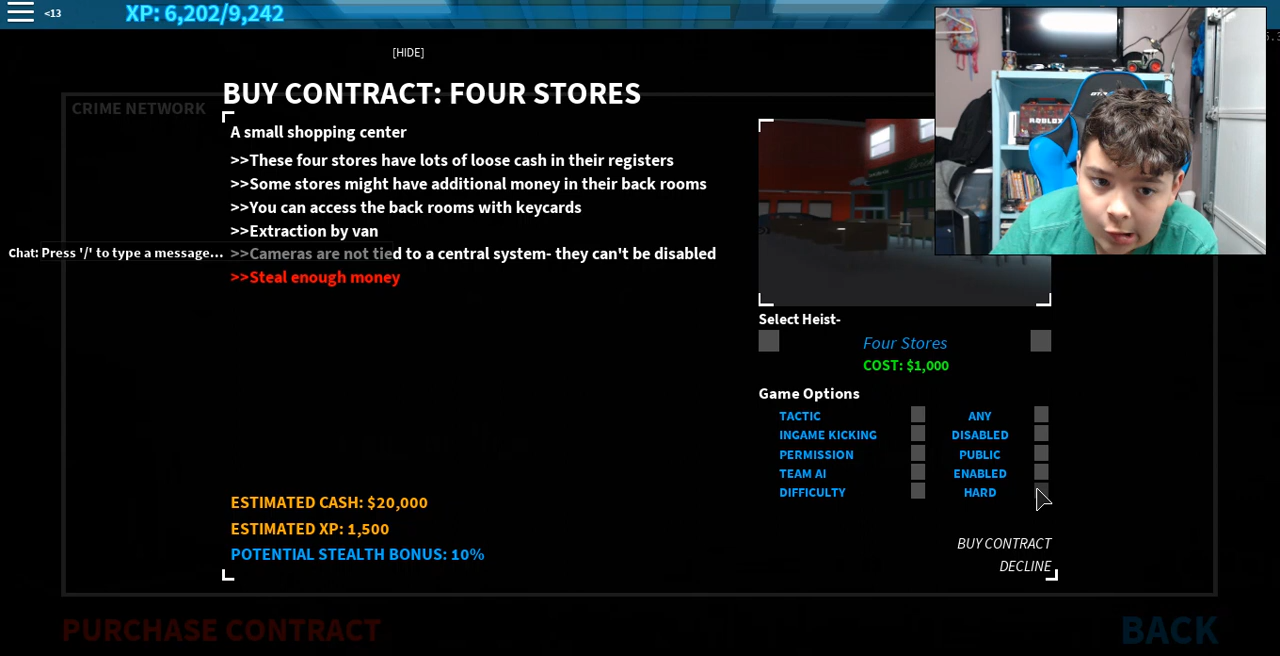 <13
XP: 6,202/9,242
[HIDE]
CRIME NETWORK
BUY CONTRACT: FOUR STORES
A small shopping center
>>These four stores have lots of loose cash in their registers
>>Some stores might have additional money in their back rooms
>>You can access the back rooms with keycards
>>Extraction by van
Chat: Press '/' to type a message...
>>Cameras are not tied to a central system- they can't be disabled
>>Steal enough money
ROBLOX
Select Heist-
Four Stores
COST: $1,000
Game Options
TACTIC ANY
INGAME KICKING DISABLED
PERMISSION PUBLIC
TEAM AI ENABLED
DIFFICULTY HARD
ESTIMATED CASH: $20,000
ESTIMATED XP: 1,500
POTENTIAL STEALTH BONUS: 10%
BUY CONTRACT
DECLINE
PURCHASE CONTRACT
BACK